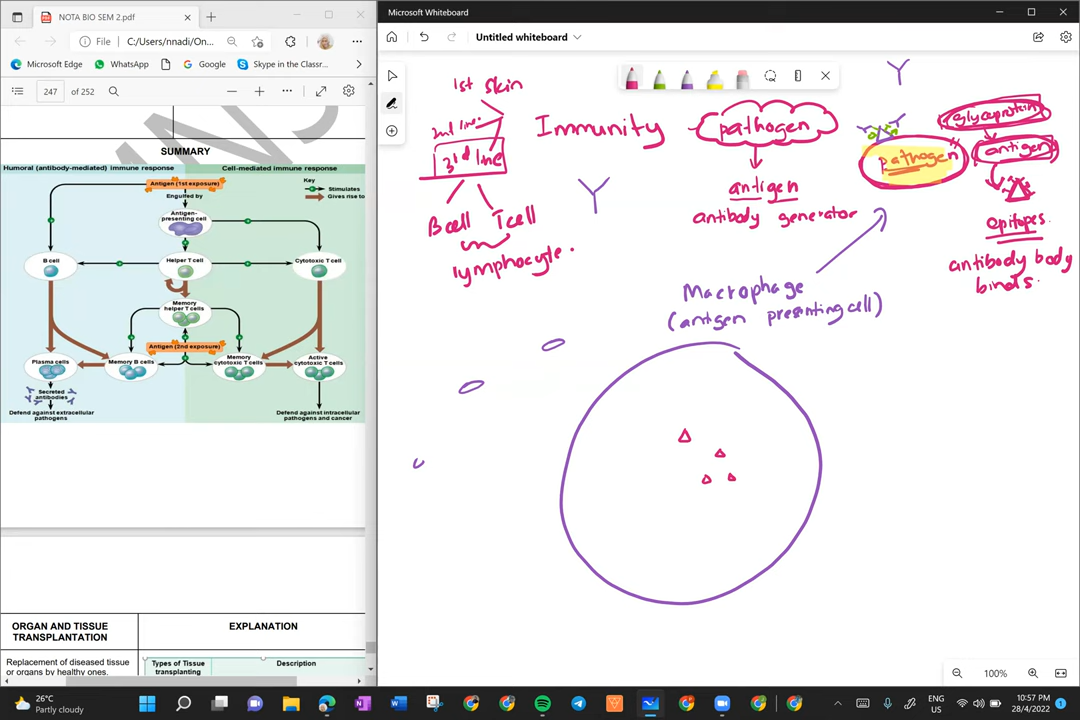 NOTA BIO SEM 2.pdf
File
C:/Users/nnadi/On...
Microsoft Edge
WhatsApp
Google
Skype in the Classr...
247 of 252
SUMMARY
Humoral (antibody-mediated) immune response
Cell-mediated immune response
Antigen (1st exposure)
Key
Stimulates
Gives rise to
Engulfed by
Antigen-
presenting cell
B cell
Helper T cell
Cytotoxic T cell
Memory
helper T cells
Antigen (2nd exposure)
Plasma cells
Memory B cells
Memory
cytotoxic T cells
Active
cytotoxic T cells
Secreted
antibodies
Defend against extracellular
pathogens
Defend against intracellular
pathogens and cancer
ORGAN AND TISSUE
TRANSPLANTATION
EXPLANATION
Replacement of diseased tissue
or organs by healthy ones.
Types of Tissue
transplanting
Description
Microsoft Whiteboard
Untitled whiteboard
1st skin
2nd line
3rd line
B cell
T cell
lymphocyte.
Immunity
pathogen
antigen
antibody generator
pathogen
glycoprotein
antigen
epitopes.
antibody body
binds.
Macrophage
(antigen presenting cell)
100%
26°C
Partly cloudy
ENG
US
10:57 PM
28/4/2022